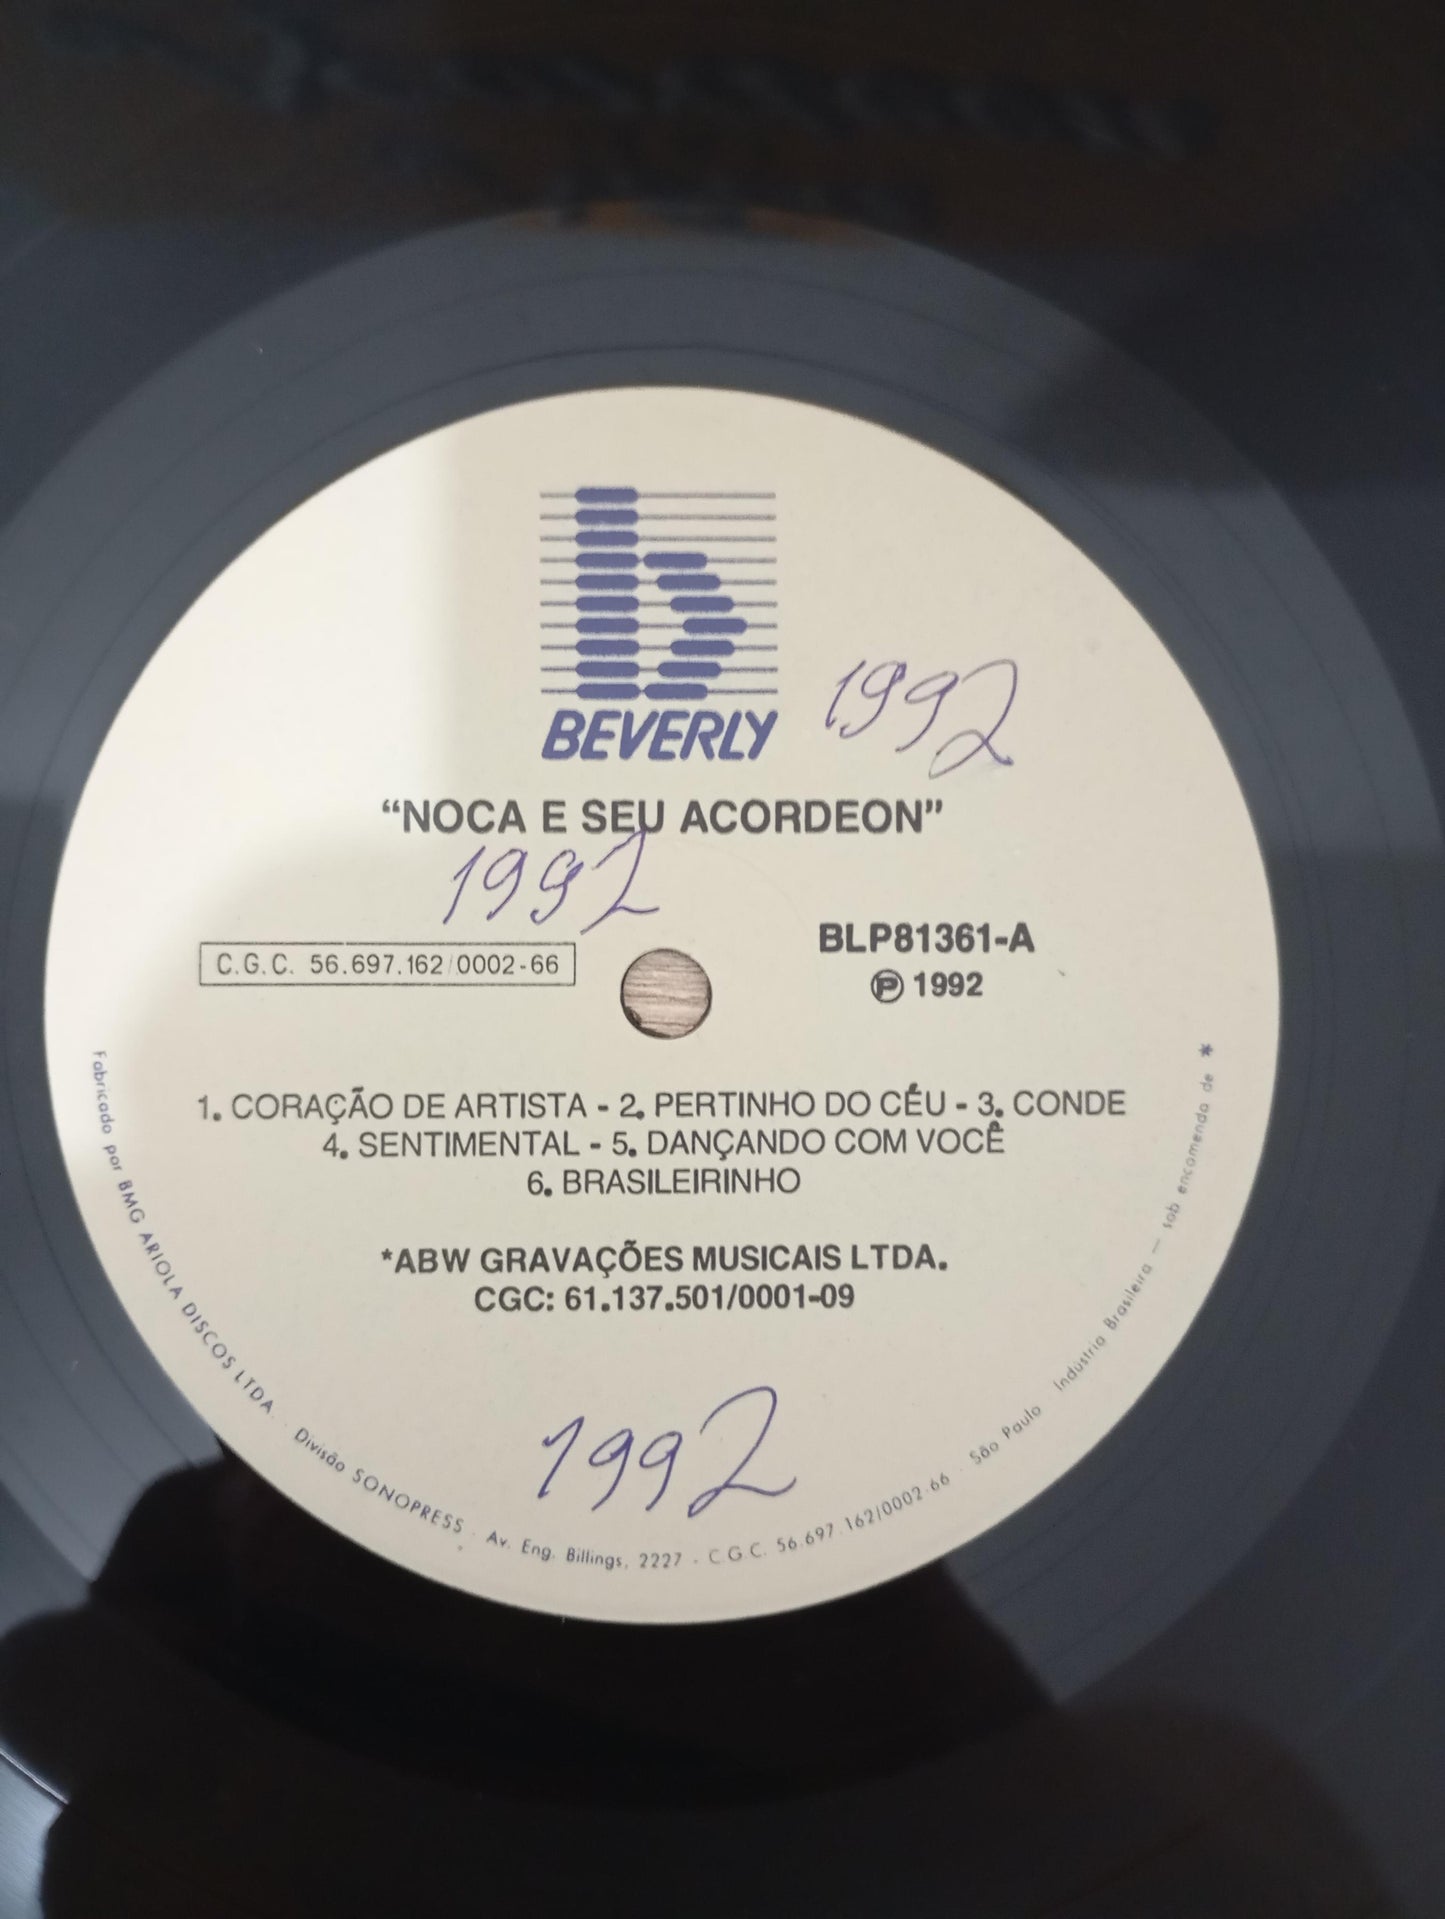 BEVERLY
1992
"NOCA E SEU ACORDEON"
1992
C.G.C. 56.697.162/0002-66
BLP81361-A
℗ 1992
1. CORAÇÃO DE ARTISTA - 2. PERTINHO DO CÉU - 3. CONDE
4. SENTIMENTAL - 5. DANÇANDO COM VOCÊ
6. BRASILEIRINHO
*ABW GRAVAÇÕES MUSICAIS LTDA.
CGC: 61.137.501/0001-09
1992
Fabricado por BMG ARIOLA DISCOS LTDA. Divisão SONOPRESS . Av. Eng. Billings, 2227 - C.G.C. 56.697.162/0002-66 . São Paulo Indústria Brasileira — sob encomenda de *